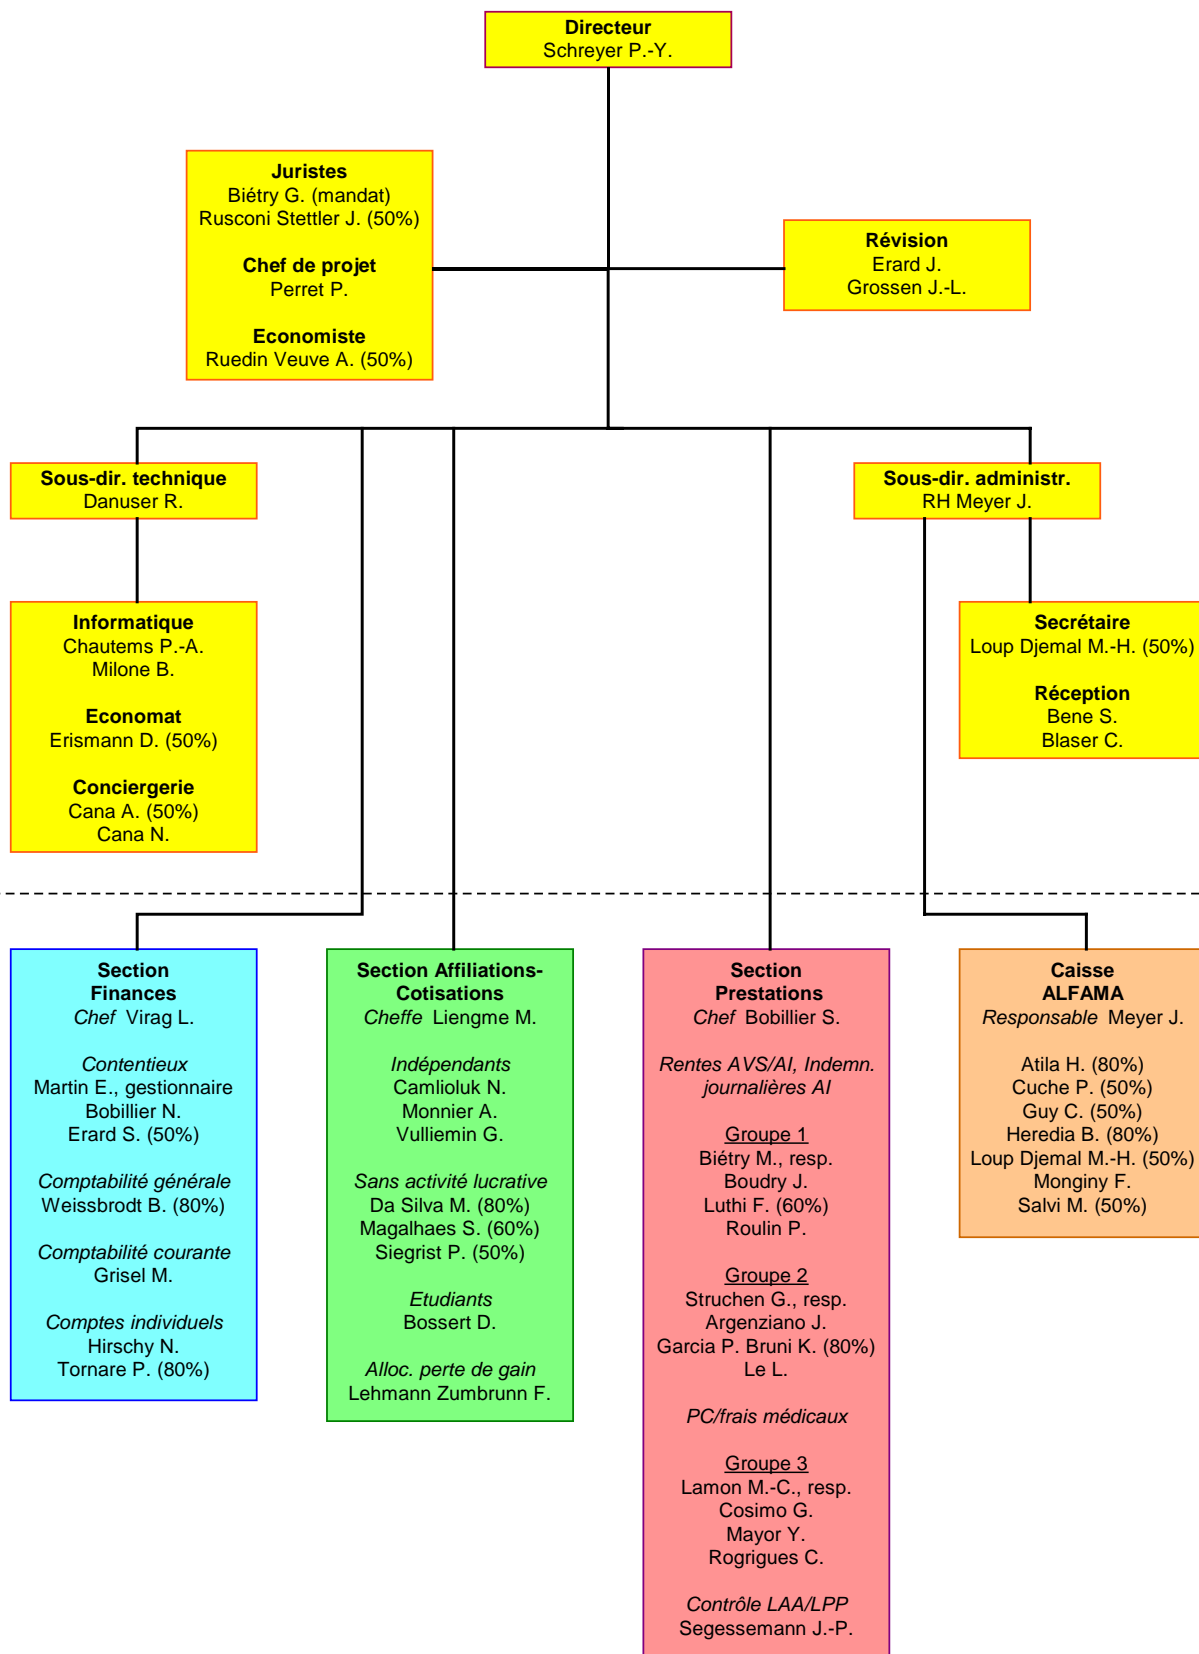 Directeur
Schreyer P.-Y.
Juristes
Biétry G. (mandat)
Rusconi Stettler J. (50%)
Chef de projet
Perret P.
Economiste
Ruedin Veuve A. (50%)
Révision
Erard J.
Grossen J.-L.
Sous-dir. technique
Danuser R.
Sous-dir. administr.
RH Meyer J.
Informatique
Chautems P.-A.
Milone B.
Economat
Erismann D. (50%)
Conciergerie
Cana A. (50%)
Cana N.
Secrétaire
Loup Djemal M.-H. (50%)
Réception
Bene S.
Blaser C.
Section
Finances
Chef Virag L.
Contentieux
Martin E., gestionnaire
Bobillier N.
Erard S. (50%)
Comptabilité générale
Weissbrodt B. (80%)
Comptabilité courante
Grisel M.
Comptes individuels
Hirschy N.
Tornare P. (80%)
Section Affiliations-
Cotisations
Cheffe Liengme M.
Indépendants
Camlioluk N.
Monnier A.
Vulliemin G.
Sans activité lucrative
Da Silva M. (80%)
Magalhaes S. (60%)
Siegrist P. (50%)
Etudiants
Bossert D.
Alloc. perte de gain
Lehmann Zumbrunn F.
Section
Prestations
Chef Bobillier S.
Rentes AVS/AI, Indemn.
journalières AI
Groupe 1
Biétry M., resp.
Boudry J.
Luthi F. (60%)
Roulin P.
Groupe 2
Struchen G., resp.
Argenziano J.
Garcia P. Bruni K. (80%)
Le L.
PC/frais médicaux
Groupe 3
Lamon M.-C., resp.
Cosimo G.
Mayor Y.
Rogrigues C.
Contrôle LAA/LPP
Segessemann J.-P.
Caisse
ALFAMA
Responsable Meyer J.
Atila H. (80%)
Cuche P. (50%)
Guy C. (50%)
Heredia B. (80%)
Loup Djemal M.-H. (50%)
Monginy F.
Salvi M. (50%)